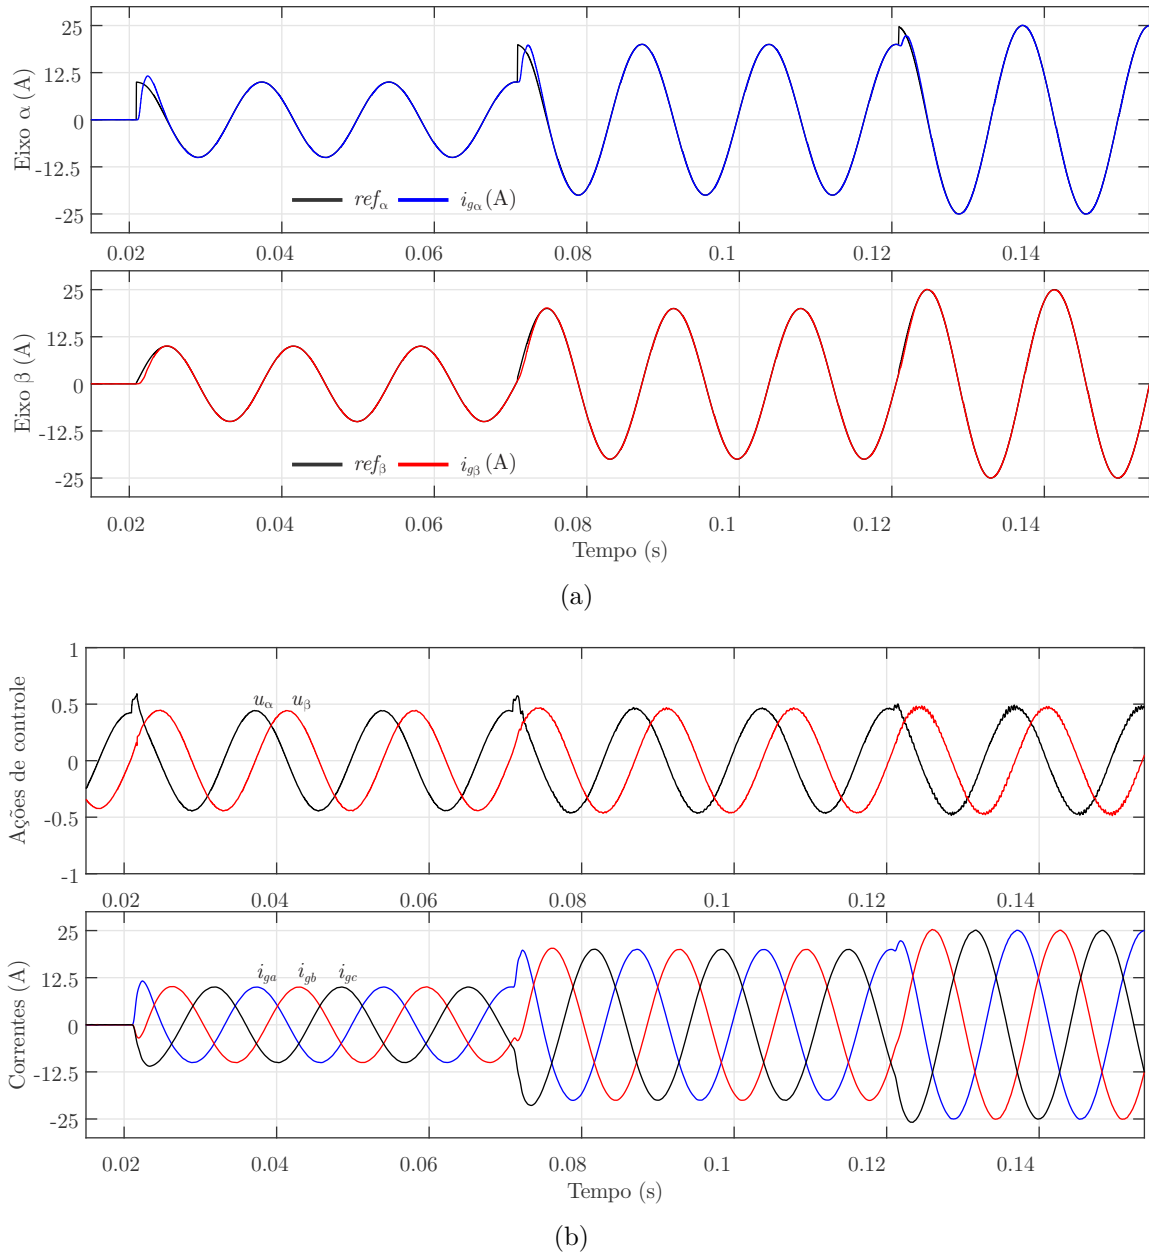 Eixo α (A)
25
12.5
0
-12.5
-25
ref_α i_gα(A)
0.02 0.04 0.06 0.08 0.1 0.12 0.14
Eixo β (A)
25
12.5
0
-12.5
-25
ref_β i_gβ(A)
0.02 0.04 0.06 0.08 0.1 0.12 0.14
Tempo (s)
(a)
Ações de controle
1
0.5
0
-0.5
-1
u_α u_β
0.02 0.04 0.06 0.08 0.1 0.12 0.14
Correntes (A)
25
12.5
0
-12.5
-25
i_ga i_gb i_gc
0.02 0.04 0.06 0.08 0.1 0.12 0.14
Tempo (s)
(b)